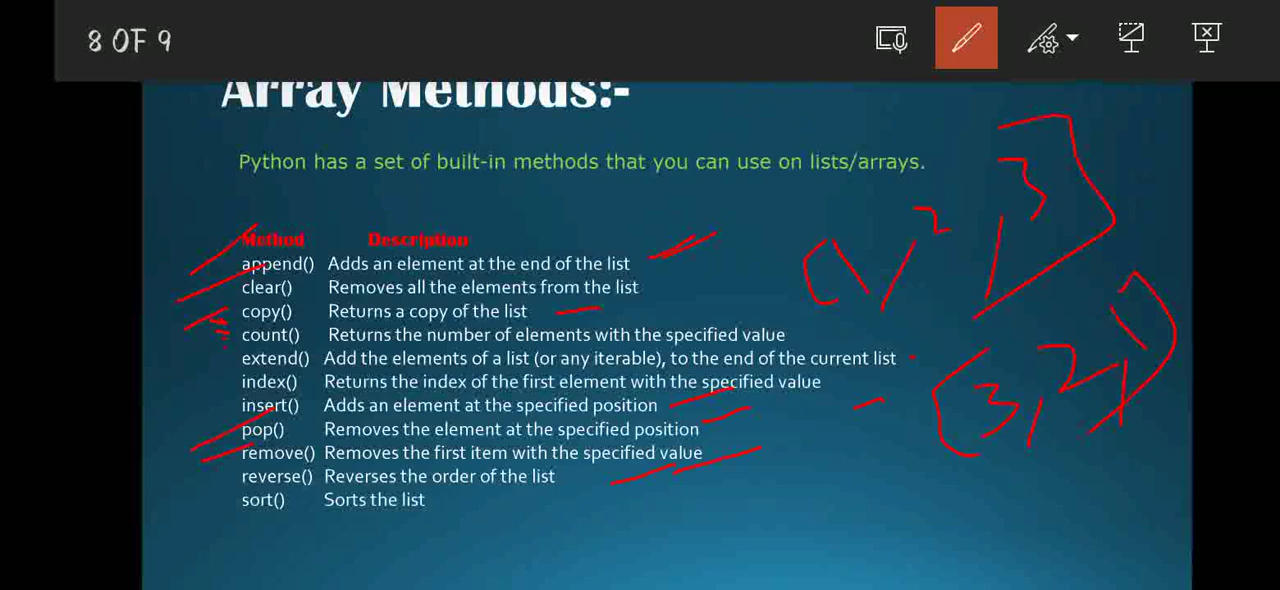 8 OF 9
Array Methods:-
Python has a set of built-in methods that you can use on lists/arrays.
Method Description
append() Adds an element at the end of the list
clear() Removes all the elements from the list
copy() Returns a copy of the list
count() Returns the number of elements with the specified value
extend() Add the elements of a list (or any iterable), to the end of the current list
index() Returns the index of the first element with the specified value
insert() Adds an element at the specified position
pop() Removes the element at the specified position
remove() Removes the first item with the specified value
reverse() Reverses the order of the list
sort() Sorts the list
(1, 2, 3]
(3, 2, 1)